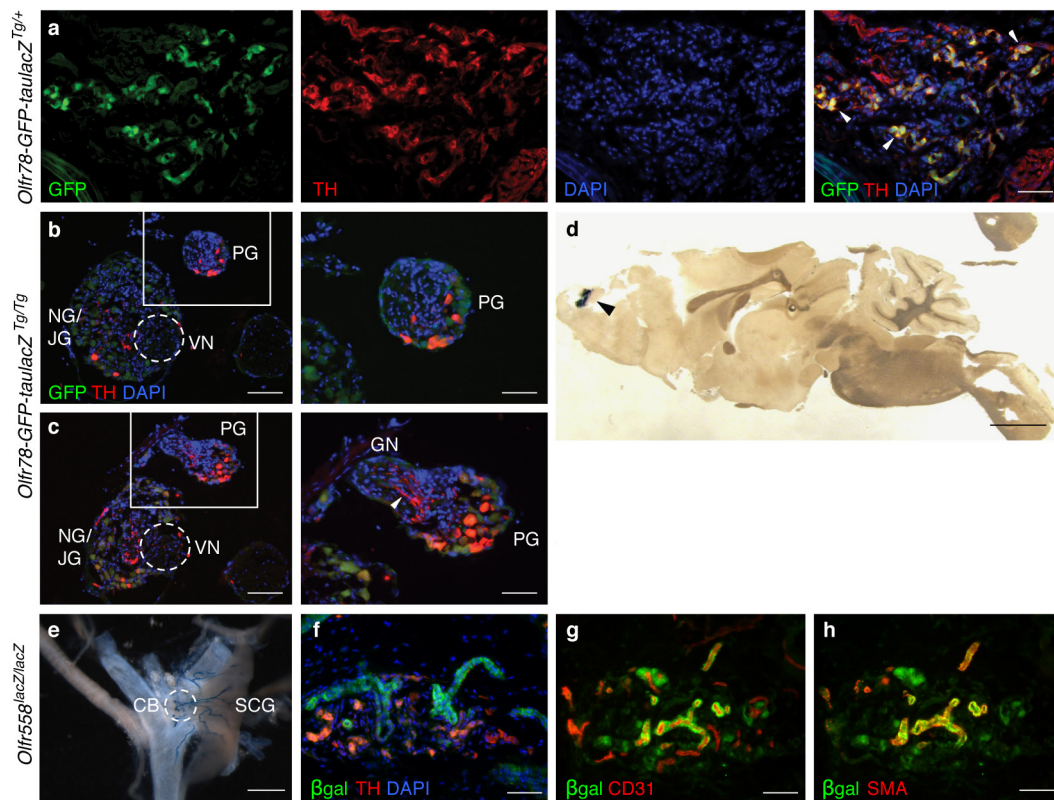 Olfr78-GFP-taulacZ Tg/+
a
GFP
TH
DAPI
GFP TH DAPI
Olfr78-GFP-taulacZ Tg/Tg
b
PG
NG/
JG
VN
GFP TH DAPI
PG
d
c
PG
NG/
JG
VN
GN
PG
Olfr558 lacZ/lacZ
e
CB
SCG
f
βgal TH DAPI
g
βgal CD31
h
βgal SMA